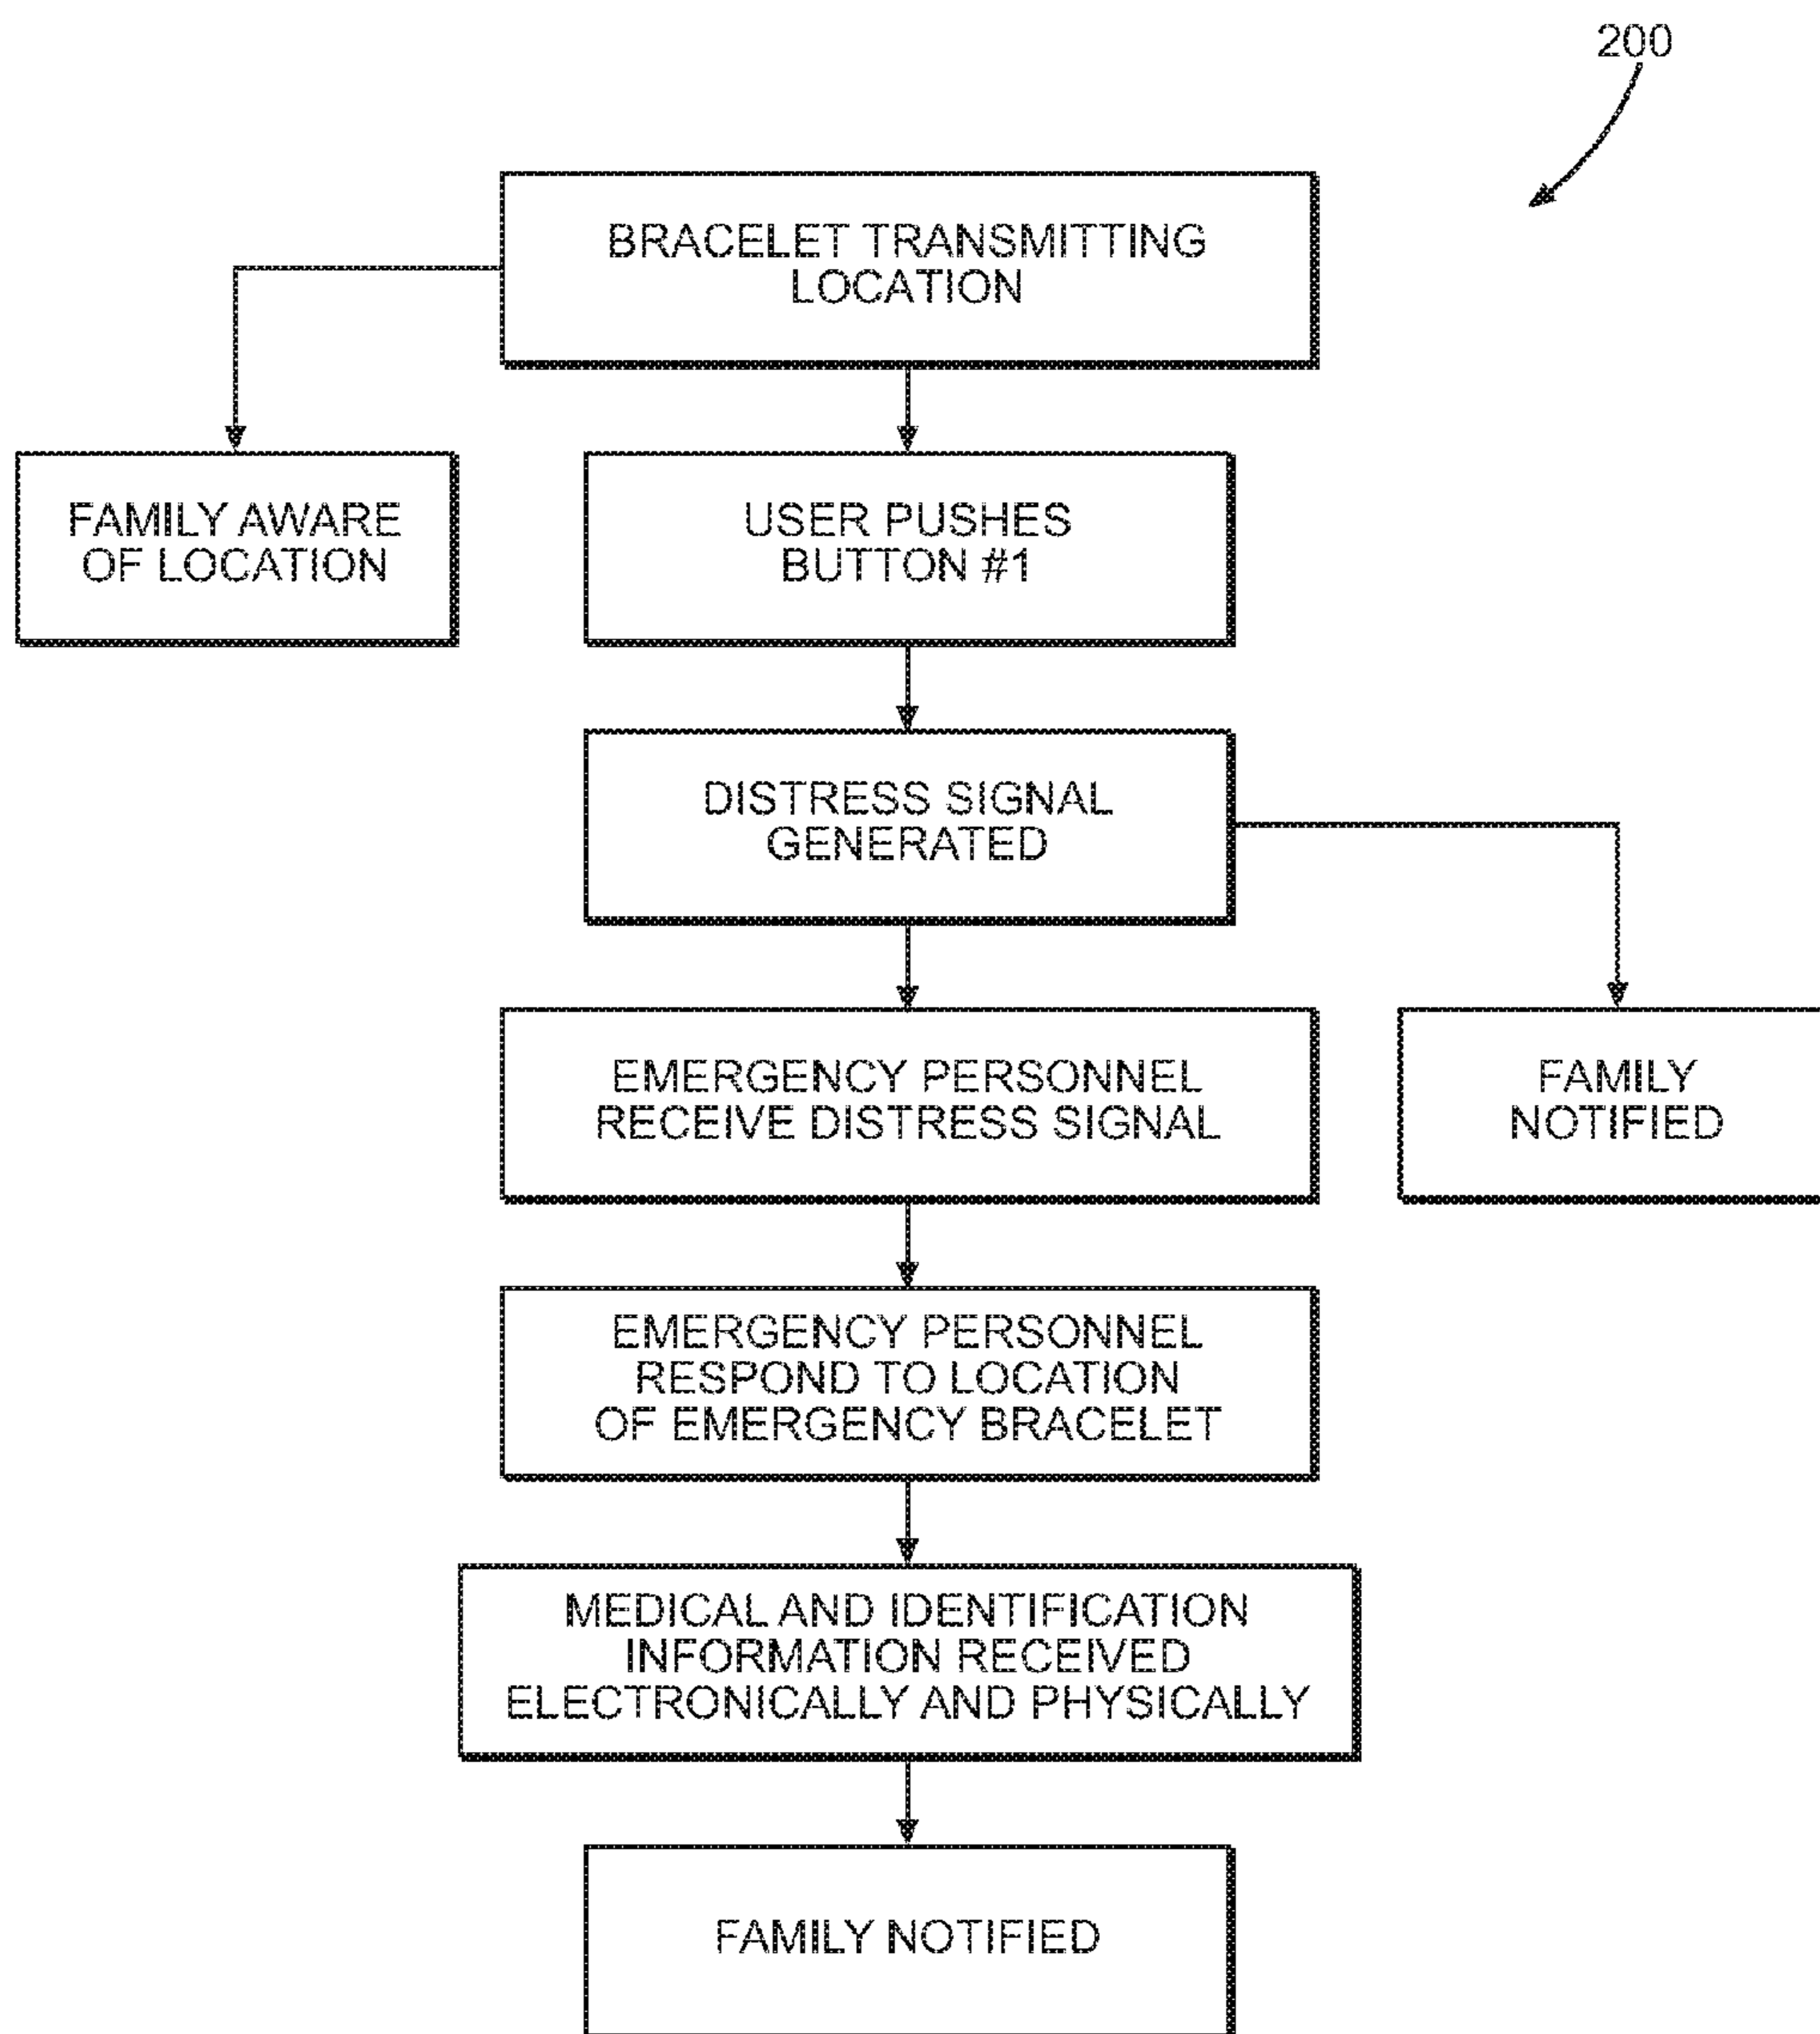 200
BRACELET TRANSMITTING
LOCATION
FAMILY AWARE
OF LOCATION
USER PUSHES
BUTTON #1
DISTRESS SIGNAL
GENERATED
EMERGENCY PERSONNEL
RECEIVE DISTRESS SIGNAL
FAMILY
NOTIFIED
EMERGENCY PERSONNEL
RESPOND TO LOCATION
OF EMERGENCY BRACELET
MEDICAL AND IDENTIFICATION
INFORMATION RECEIVED
ELECTRONICALLY AND PHYSICALLY
FAMILY NOTIFIED